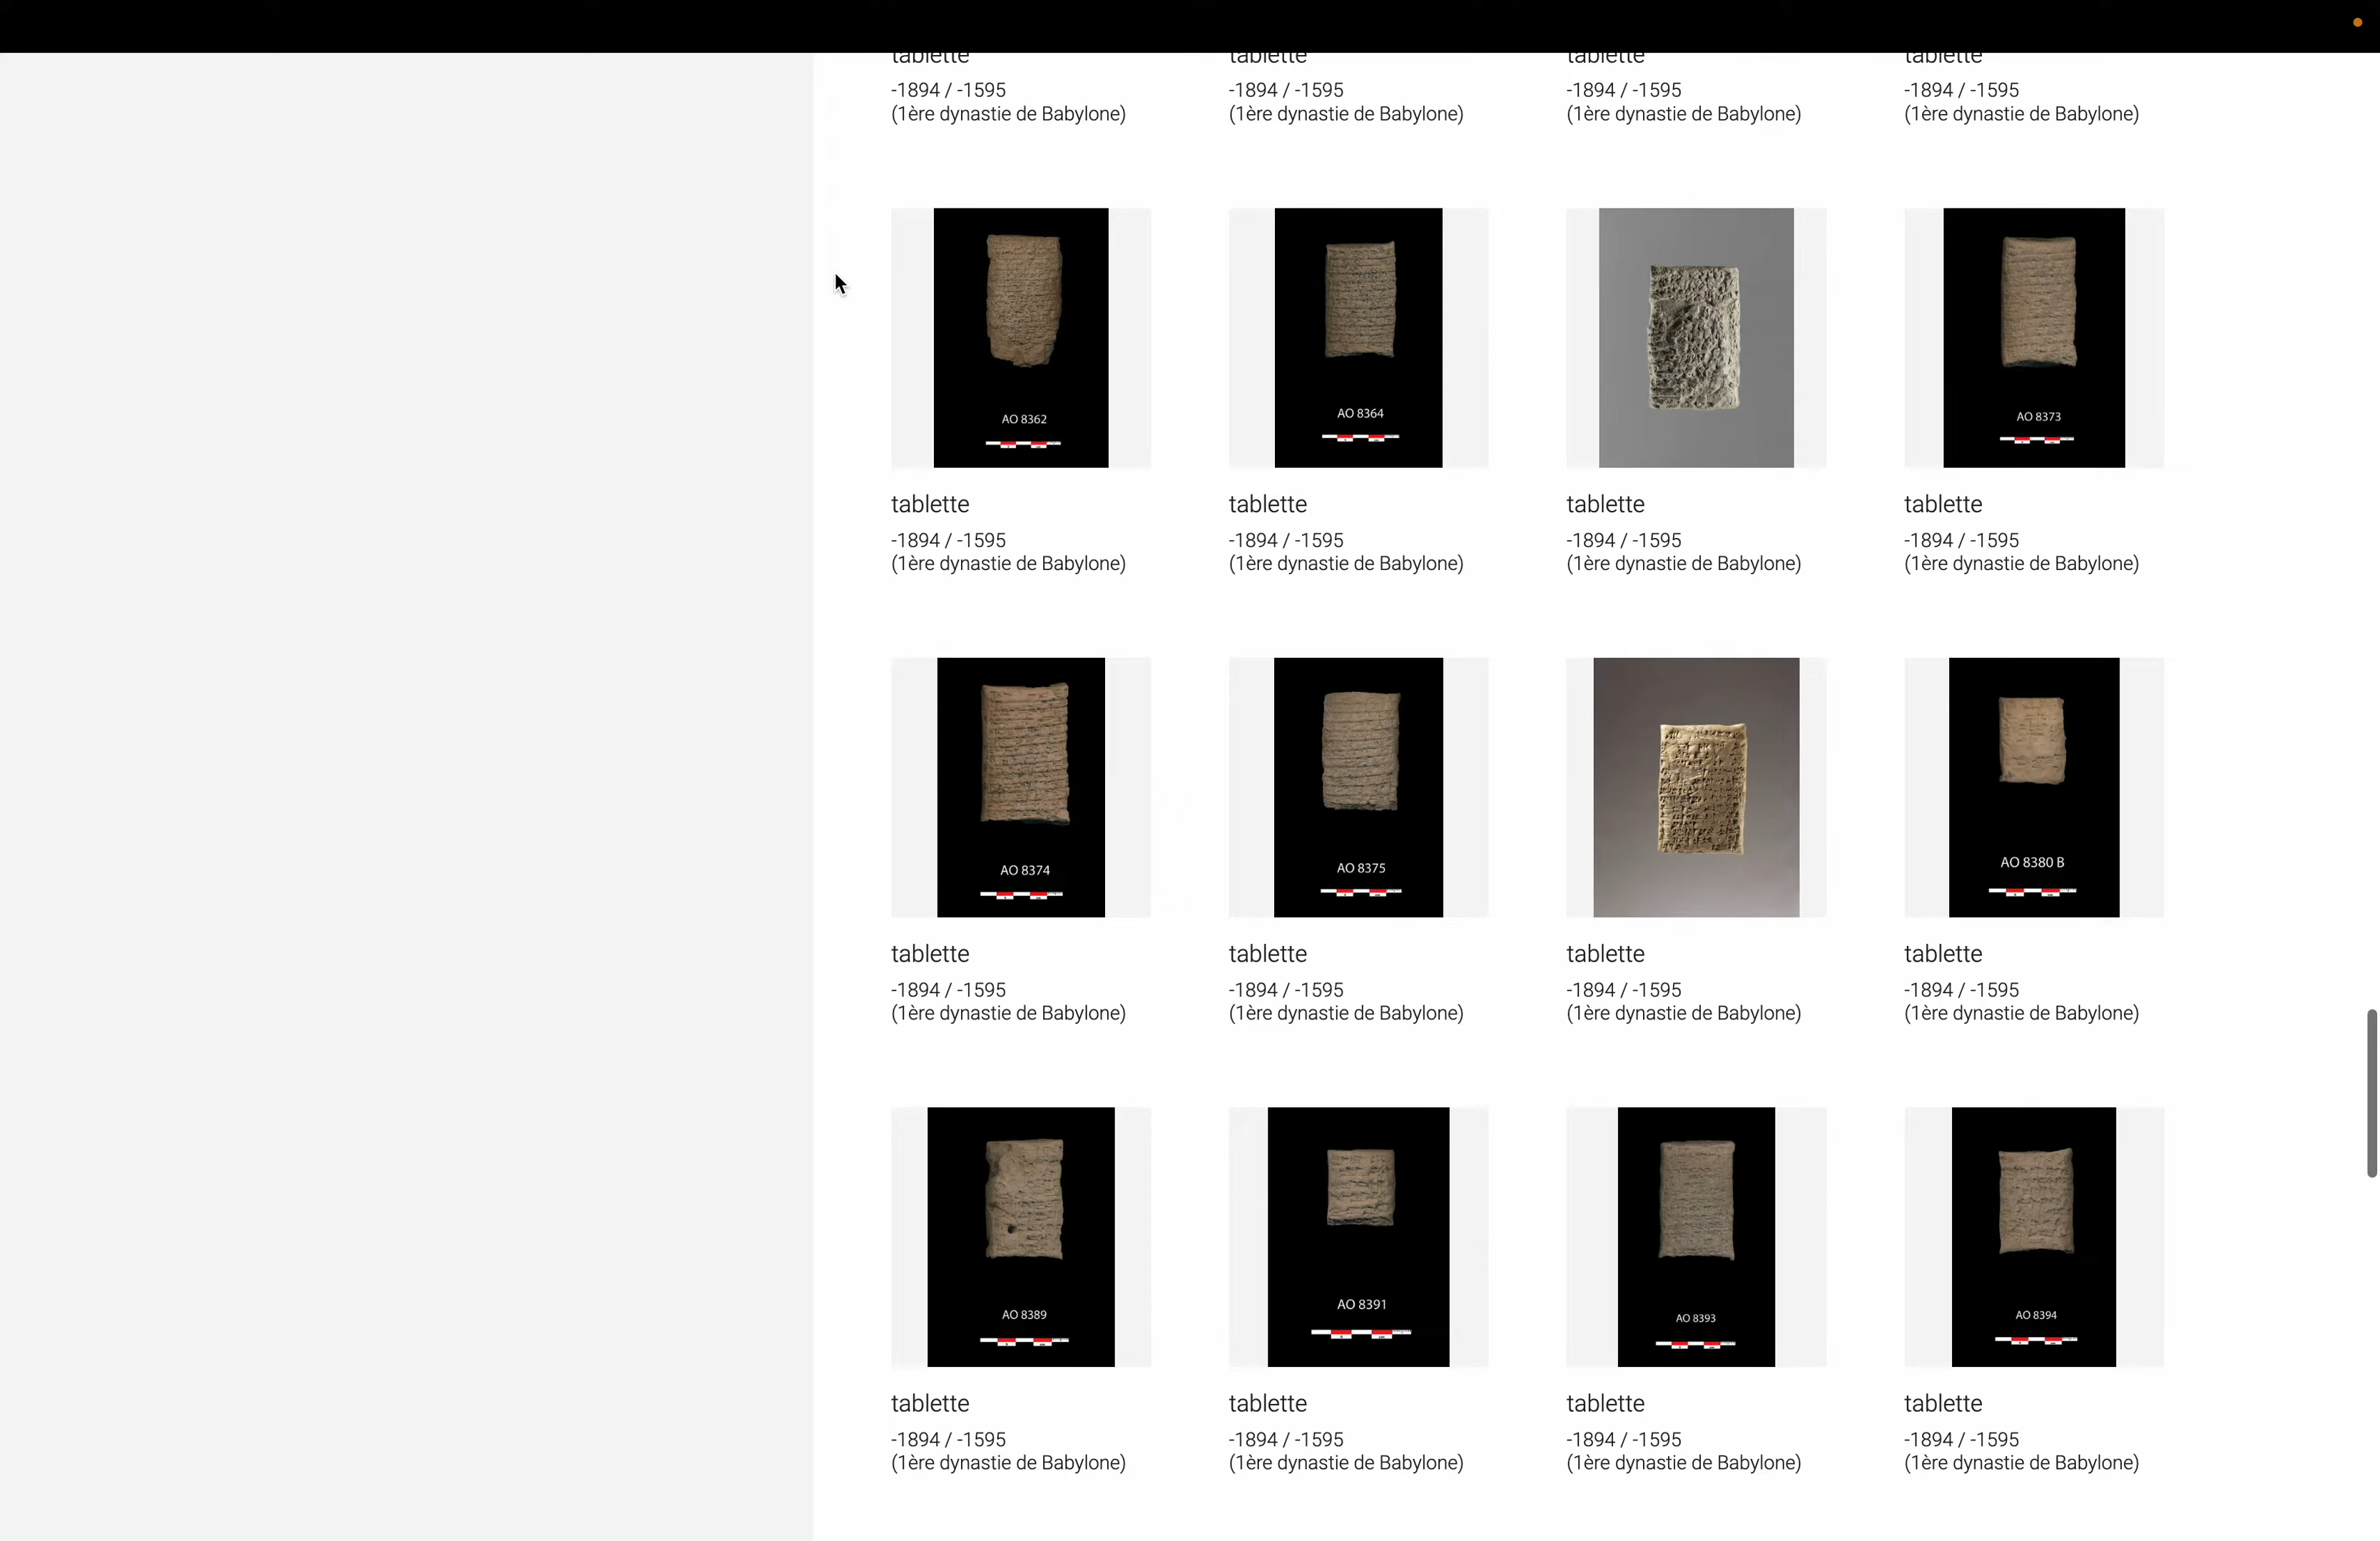 tablette tablette tablette tablette
-1894 / -1595 -1894 / -1595 -1894 / -1595 -1894 / -1595
(1ère dynastie de Babylone) (1ère dynastie de Babylone) (1ère dynastie de Babylone) (1ère dynastie de Babylone)
AO 8362 AO 8364 AO 8373
tablette tablette tablette tablette
-1894 / -1595 -1894 / -1595 -1894 / -1595 -1894 / -1595
(1ère dynastie de Babylone) (1ère dynastie de Babylone) (1ère dynastie de Babylone) (1ère dynastie de Babylone)
AO 8374 AO 8375 AO 8380 B
tablette tablette tablette tablette
-1894 / -1595 -1894 / -1595 -1894 / -1595 -1894 / -1595
(1ère dynastie de Babylone) (1ère dynastie de Babylone) (1ère dynastie de Babylone) (1ère dynastie de Babylone)
AO 8389 AO 8391 AO 8393 AO 8394
tablette tablette tablette tablette
-1894 / -1595 -1894 / -1595 -1894 / -1595 -1894 / -1595
(1ère dynastie de Babylone) (1ère dynastie de Babylone) (1ère dynastie de Babylone) (1ère dynastie de Babylone)